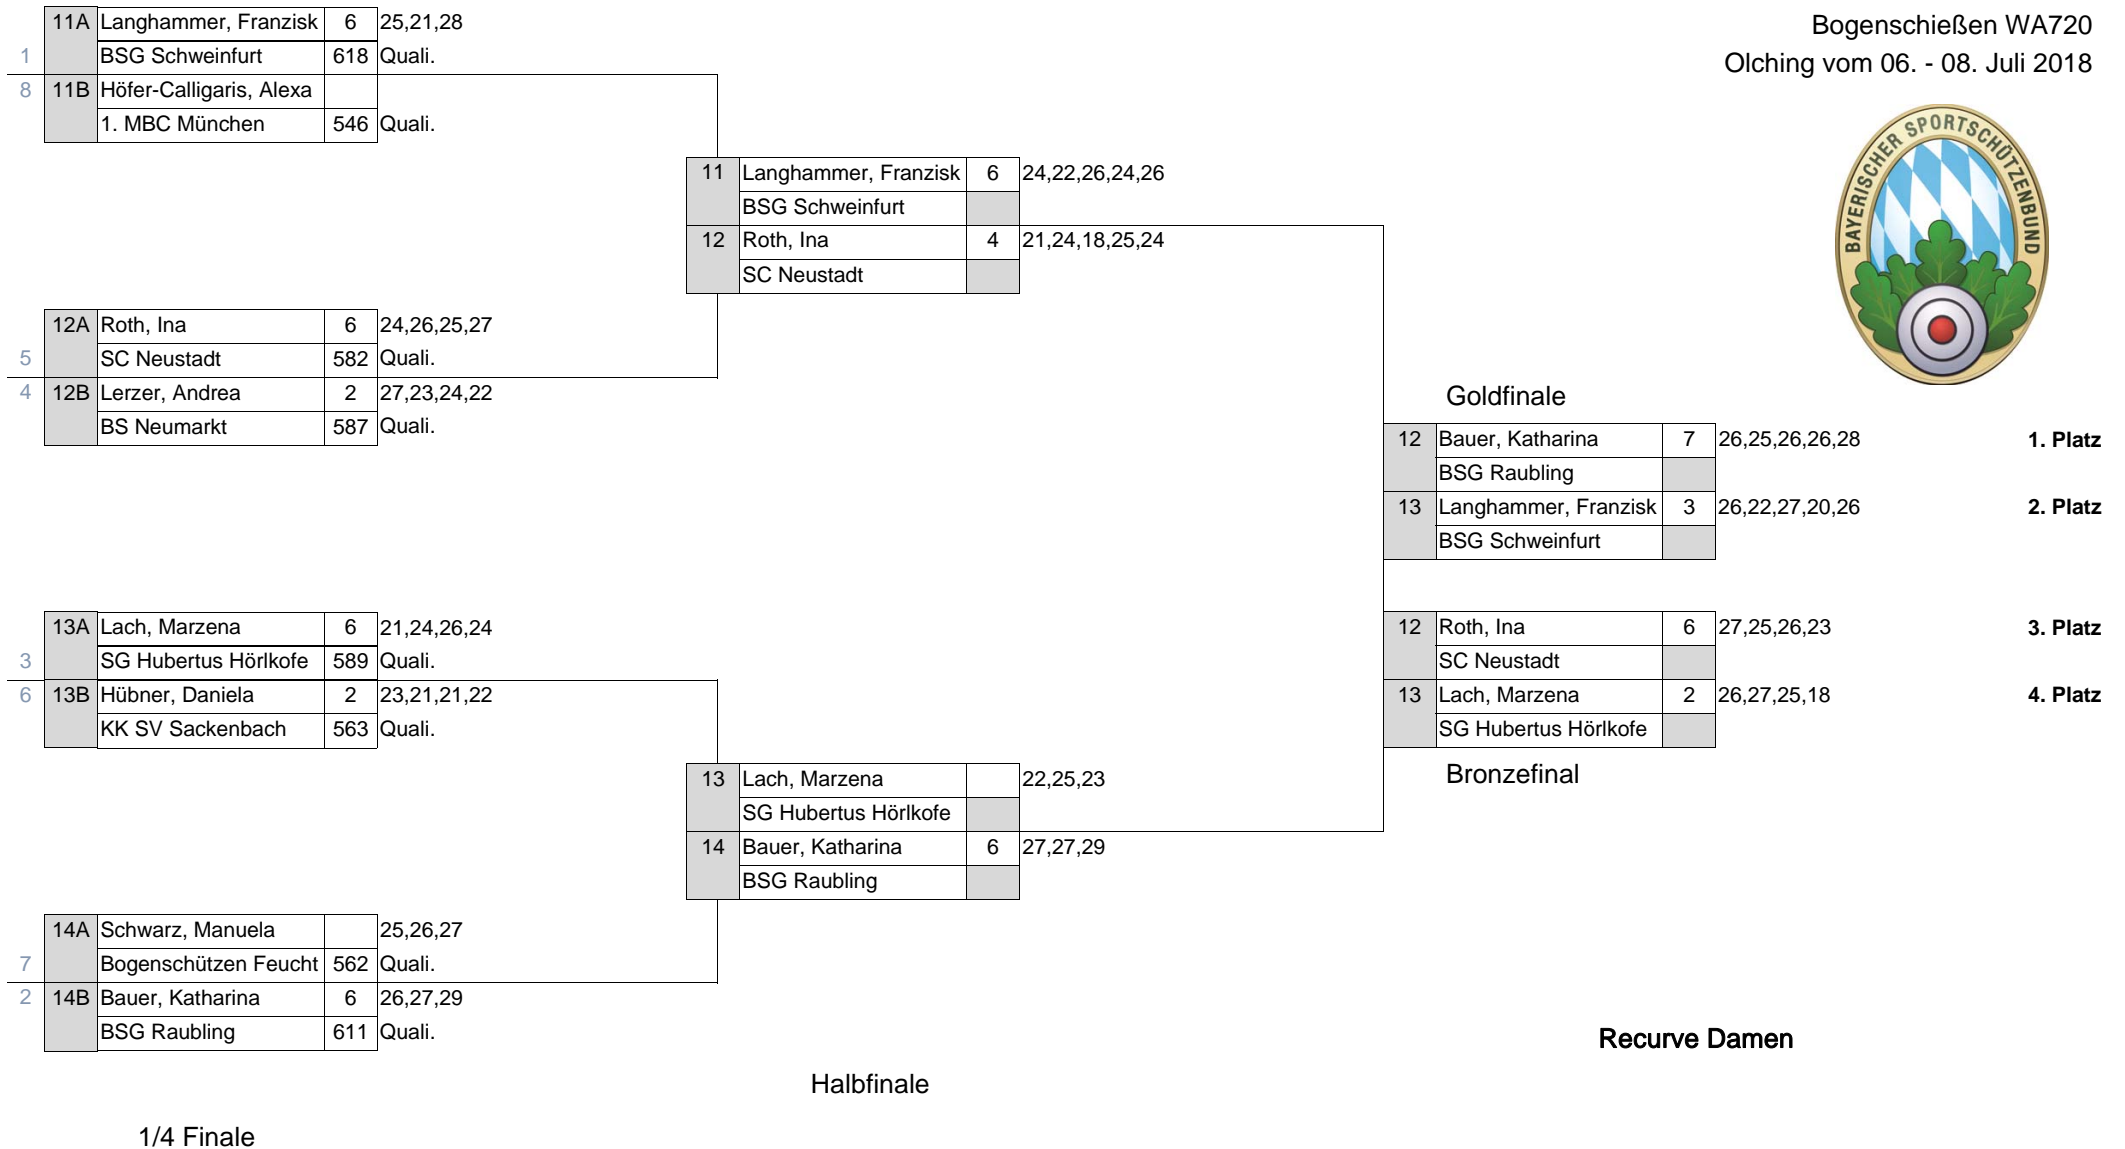 Bogenschießen WA720
Olching vom 06. - 08. Juli 2018
BAYERISCHER SPORTSCHÜTZENBUND
11A Langhammer, Franzisk 6 25,21,28
1 BSG Schweinfurt 618 Quali.
8 11B Höfer-Calligaris, Alexa
1. MBC München 546 Quali.
12A Roth, Ina 6 24,26,25,27
5 SC Neustadt 582 Quali.
4 12B Lerzer, Andrea 2 27,23,24,22
BS Neumarkt 587 Quali.
13A Lach, Marzena 6 21,24,26,24
3 SG Hubertus Hörlkofe 589 Quali.
6 13B Hübner, Daniela 2 23,21,21,22
KK SV Sackenbach 563 Quali.
14A Schwarz, Manuela 25,26,27
7 Bogenschützen Feucht 562 Quali.
2 14B Bauer, Katharina 6 26,27,29
BSG Raubling 611 Quali.
1/4 Finale
11 Langhammer, Franzisk 6 24,22,26,24,26
BSG Schweinfurt
12 Roth, Ina 4 21,24,18,25,24
SC Neustadt
13 Lach, Marzena 22,25,23
SG Hubertus Hörlkofe
14 Bauer, Katharina 6 27,27,29
BSG Raubling
Halbfinale
Goldfinale
12 Bauer, Katharina 7 26,25,26,26,28 1. Platz
BSG Raubling
13 Langhammer, Franzisk 3 26,22,27,20,26 2. Platz
BSG Schweinfurt
12 Roth, Ina 6 27,25,26,23 3. Platz
SC Neustadt
13 Lach, Marzena 2 26,27,25,18 4. Platz
SG Hubertus Hörlkofe
Bronzefinal
Recurve Damen